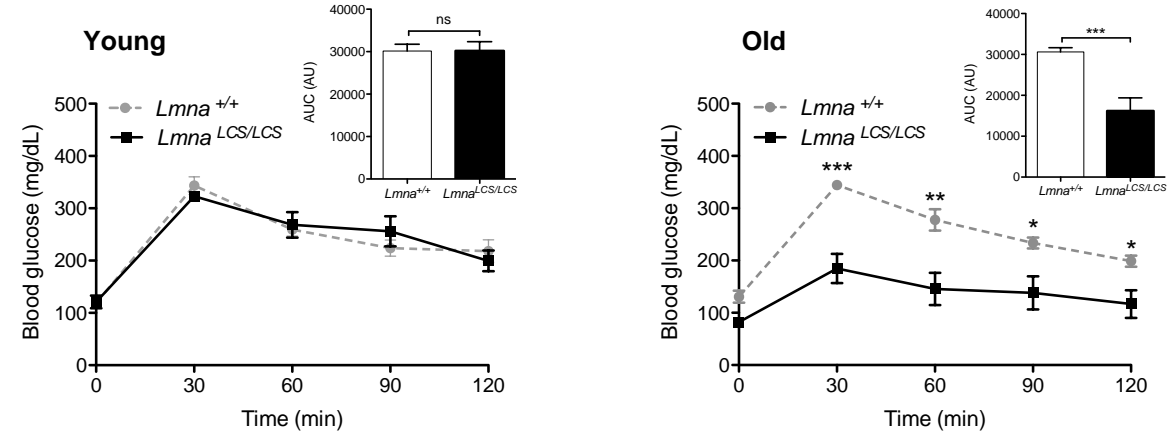 Young
Lmna +/+
Lmna LCS/LCS
Blood glucose (mg/dL)
500
400
300
200
100
0
0 30 60 90 120
Time (min)
AUC (AU)
40000
30000
20000
10000
0
ns
Lmna+/+ LmnaLCS/LCS
Old
Lmna +/+
Lmna LCS/LCS
Blood glucose (mg/dL)
500
400
300
200
100
0
***
**
*
*
0 30 60 90 120
Time (min)
AUC (AU)
40000
30000
20000
10000
0
***
Lmna+/+ LmnaLCS/LCS